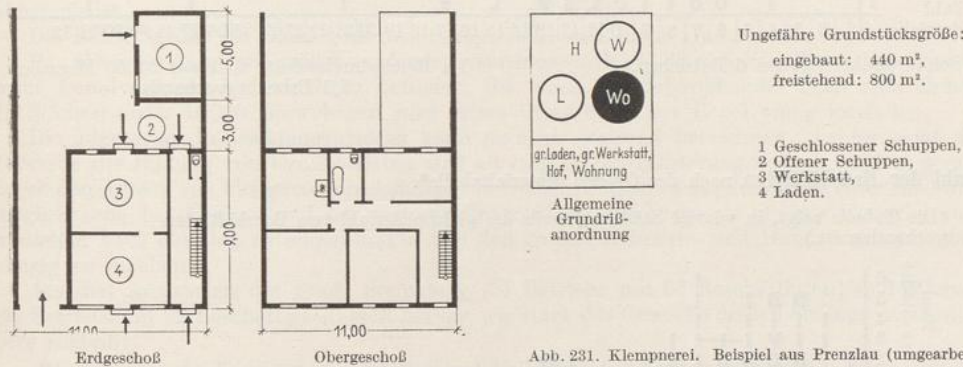 1
5,00
2
3,00
3
4
9,00
11,00
Erdgeschoß
11,00
Obergeschoß
H
W
L
Wo
gr. Laden, gr. Werkstatt,
Hof, Wohnung
Allgemeine
Grundriß-
anordnung
Ungefähre Grundstücksgröße:
eingebaut: 440 m²,
freistehend: 800 m².
1 Geschlossener Schuppen,
2 Offener Schuppen,
3 Werkstatt,
4 Laden.
Abb. 231. Klempnerei. Beispiel aus Prenzlau (umgearbe